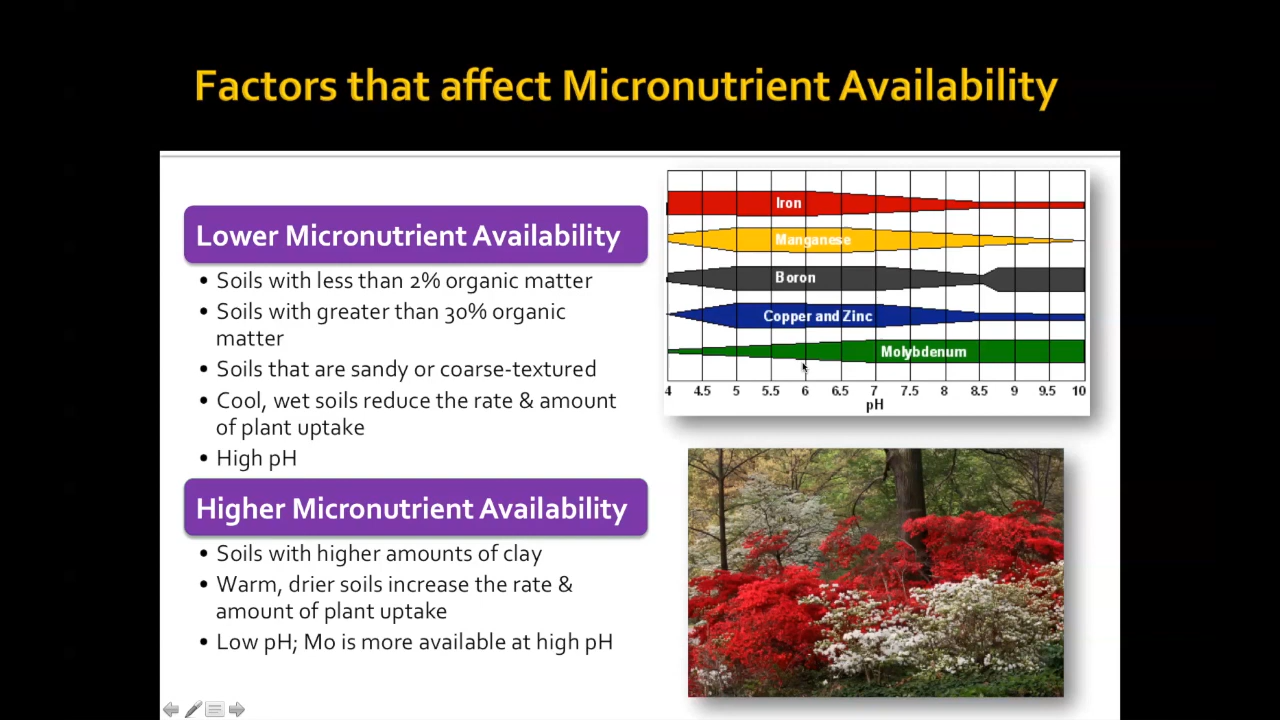 Factors that affect Micronutrient Availability
Lower Micronutrient Availability
• Soils with less than 2% organic matter
• Soils with greater than 30% organic
matter
• Soils that are sandy or coarse-textured
• Cool, wet soils reduce the rate & amount
of plant uptake
• High pH
Higher Micronutrient Availability
• Soils with higher amounts of clay
• Warm, drier soils increase the rate &
amount of plant uptake
• Low pH; Mo is more available at high pH
Iron
Manganese
Boron
Copper and Zinc
Molybdenum
4 4.5 5 5.5 6 6.5 7 7.5 8 8.5 9 9.5 10
pH